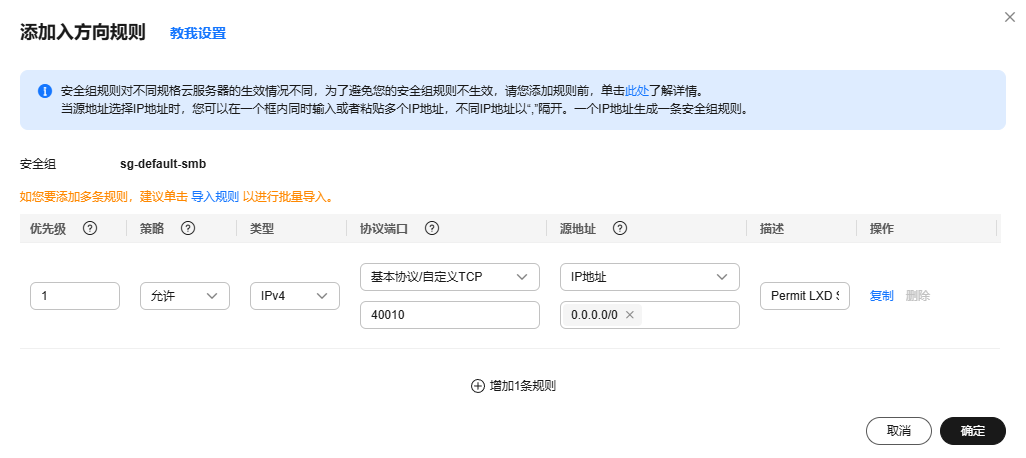 添加入方向规则 教我设置
安全组规则对不同规格云服务器的生效情况不同，为了避免您的安全组规则不生效，请您添加规则前，单击此处了解详情。
当源地址选择IP地址时，您可以在一个框内同时输入或者粘贴多个IP地址，不同IP地址以“,”隔开。一个IP地址生成一条安全组规则。
安全组 sg-default-smb
如您要添加多条规则，建议单击 导入规则 以进行批量导入。
优先级 策略 类型 协议端口 源地址 描述 操作
基本协议/自定义TCP IP地址
1 允许 IPv4 Permit LXD S 复制 删除
40010 0.0.0.0/0
增加1条规则
取消 确定